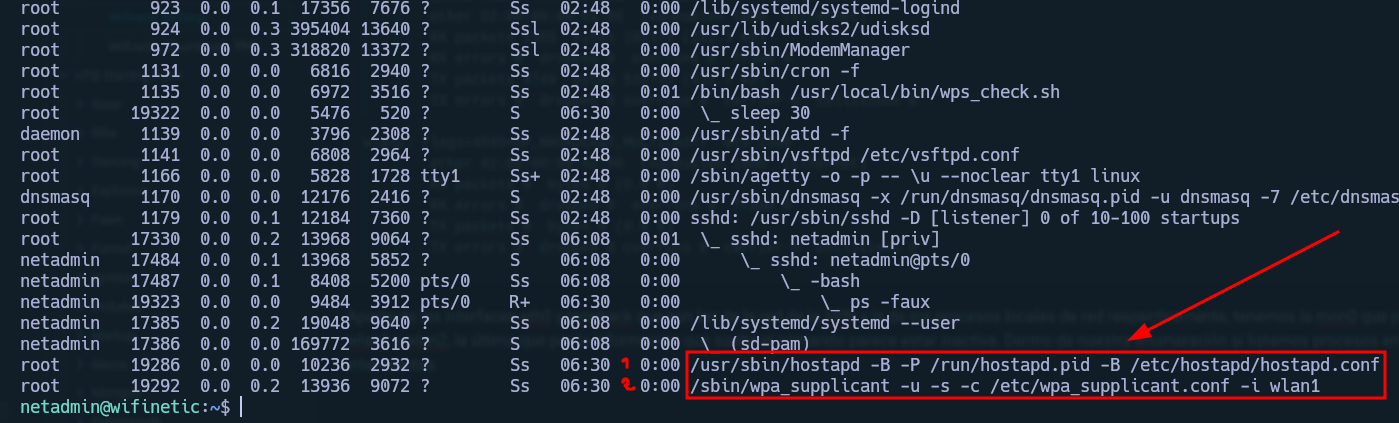 root 923 0.0 0.1 17356 7676 ? Ss 02:48 0:00 /lib/systemd/systemd-logind
root 924 0.0 0.3 395404 13640 ? Ssl 02:48 0:00 /usr/lib/udisks2/udisksd
root 972 0.0 0.3 318820 13372 ? Ssl 02:48 0:00 /usr/sbin/ModemManager
root 1131 0.0 0.0 6816 2940 ? Ss 02:48 0:00 /usr/sbin/cron -f
root 1135 0.0 0.0 6972 3516 ? Ss 02:48 0:01 /bin/bash /usr/local/bin/wps_check.sh
root 19322 0.0 0.0 5476 520 ? S 06:30 0:00 \_ sleep 30
daemon 1139 0.0 0.0 3796 2308 ? Ss 02:48 0:00 /usr/sbin/atd -f
root 1141 0.0 0.0 6808 2964 ? Ss 02:48 0:00 /usr/sbin/vsftpd /etc/vsftpd.conf
root 1166 0.0 0.0 5828 1728 tty1 Ss+ 02:48 0:00 /sbin/agetty -o -p -- \u --noclear tty1 linux
dnsmasq 1170 0.0 0.0 12176 2416 ? S 02:48 0:00 /usr/sbin/dnsmasq -x /run/dnsmasq/dnsmasq.pid -u dnsmasq -7 /etc/dnsmas
root 1179 0.0 0.1 12184 7360 ? Ss 02:48 0:00 sshd: /usr/sbin/sshd -D [listener] 0 of 10-100 startups
root 17330 0.0 0.2 13968 9064 ? Ss 06:08 0:01 \_ sshd: netadmin [priv]
netadmin 17484 0.0 0.1 13968 5852 ? S 06:08 0:00 \_ sshd: netadmin@pts/0
netadmin 17487 0.0 0.1 8408 5200 pts/0 Ss 06:08 0:00 \_ -bash
netadmin 19323 0.0 0.0 9484 3912 pts/0 R+ 06:30 0:00 \_ ps -faux
netadmin 17385 0.0 0.2 19048 9640 ? Ss 06:08 0:00 /lib/systemd/systemd --user
netadmin 17386 0.0 0.0 169772 3616 ? S 06:08 0:00 \_ (sd-pam)
root 19286 0.0 0.0 10236 2932 ? Ss 06:30 1 0:00 /usr/sbin/hostapd -B -P /run/hostapd.pid -B /etc/hostapd/hostapd.conf
root 19292 0.0 0.2 13936 9072 ? Ss 06:30 2 0:00 /sbin/wpa_supplicant -u -s -c /etc/wpa_supplicant.conf -i wlan1
netadmin@wifinetic:~$